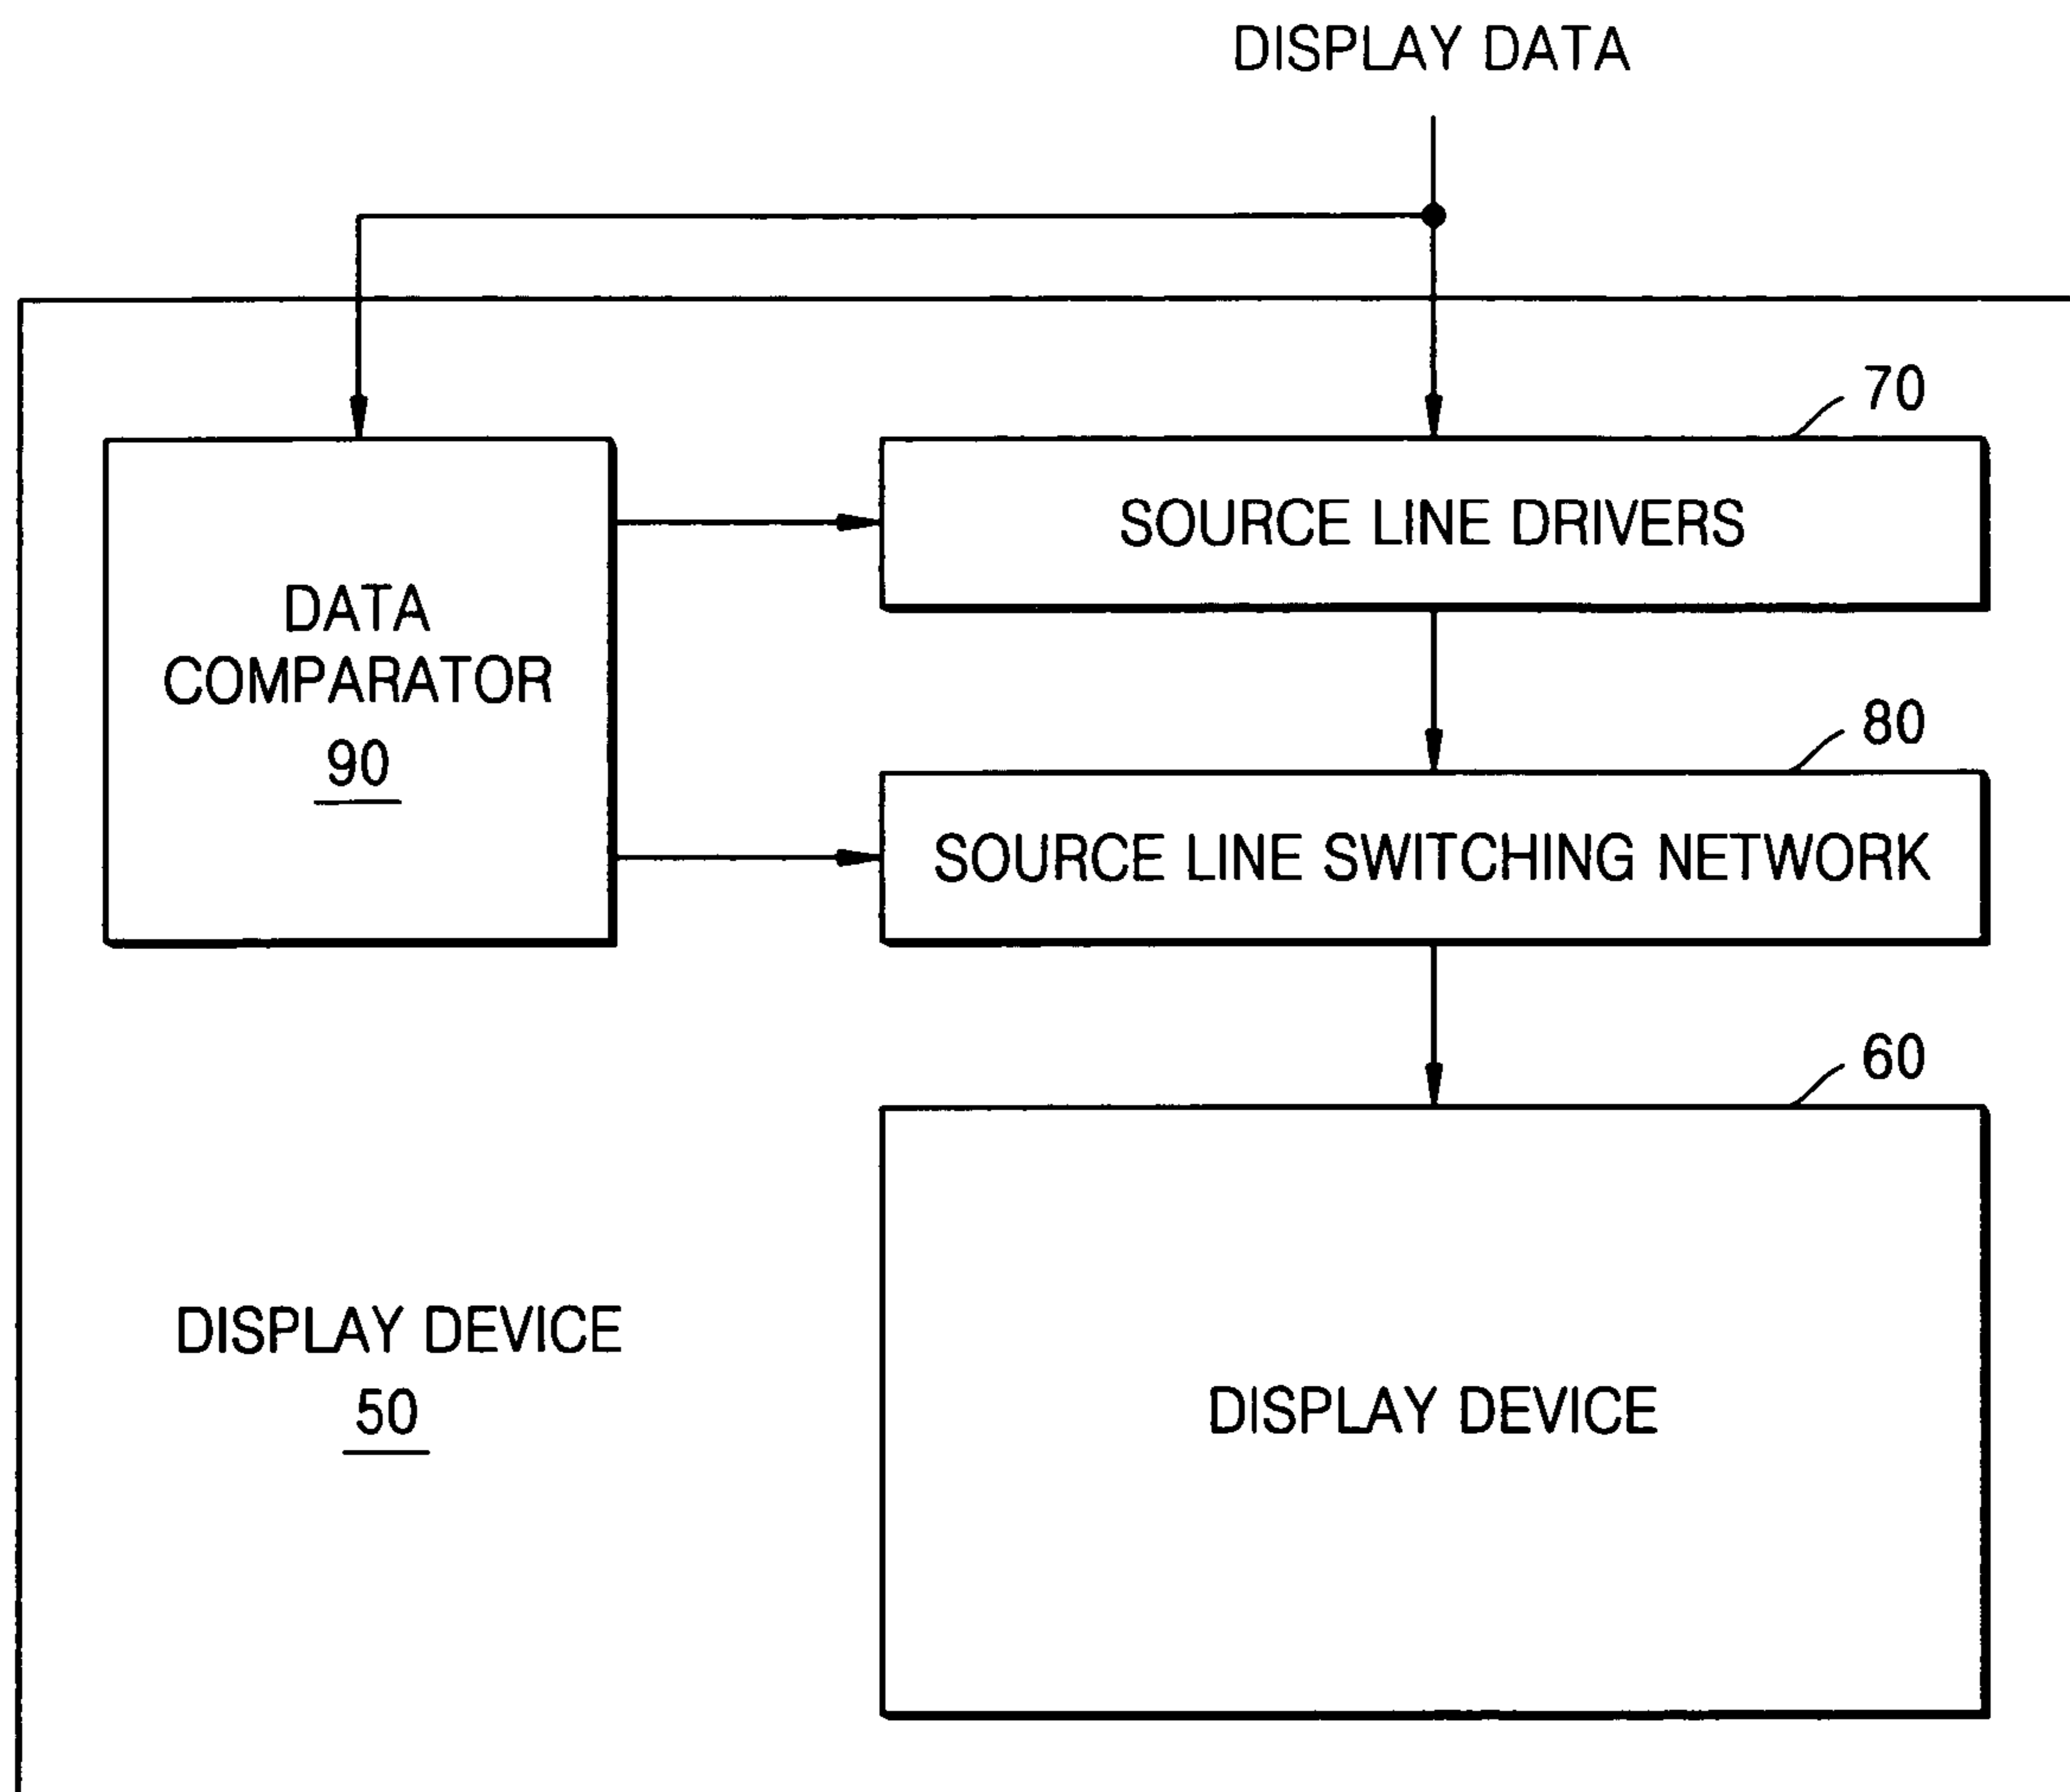 DISPLAY DATA
70
SOURCE LINE DRIVERS
DATA
COMPARATOR
90
80
SOURCE LINE SWITCHING NETWORK
60
DISPLAY DEVICE
50
DISPLAY DEVICE